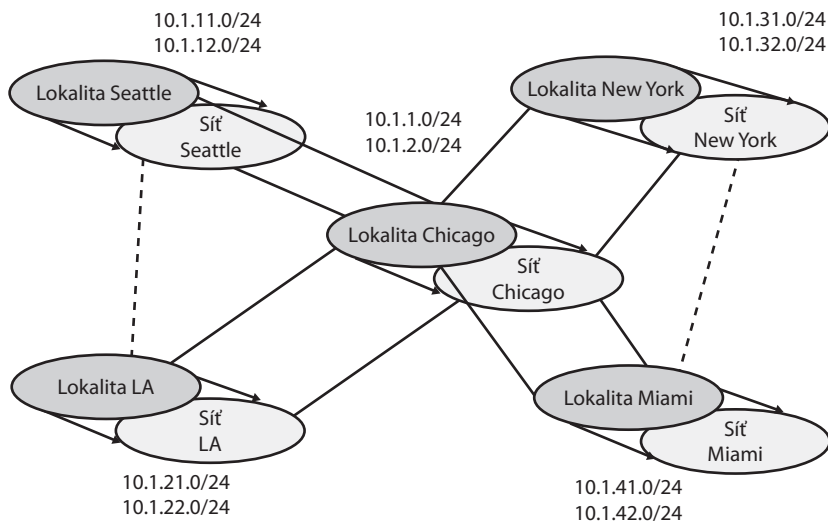 10.1.11.0/24
10.1.12.0/24
10.1.31.0/24
10.1.32.0/24
Lokalita Seattle
Síť
Seattle
10.1.1.0/24
10.1.2.0/24
Lokalita New York
Síť
New York
Lokalita Chicago
Síť
Chicago
Lokalita LA
Síť
LA
10.1.21.0/24
10.1.22.0/24
Lokalita Miami
Síť
Miami
10.1.41.0/24
10.1.42.0/24